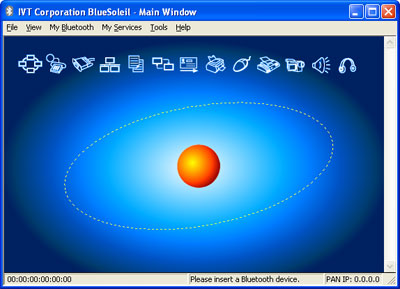 IVT Corporation BlueSoleil - Main Window
File View My Bluetooth My Services Tools Help
00:00:00:00:00:00 Please insert a Bluetooth device. PAN IP: 0.0.0.0